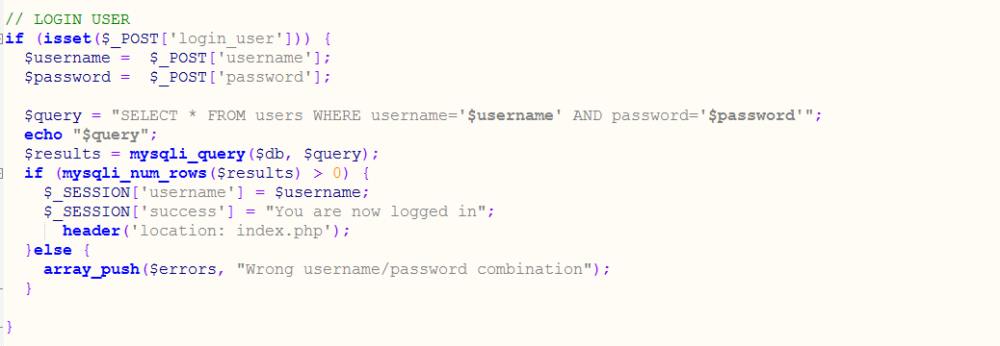 // LOGIN USER
if (isset($_POST['login_user'])) {
  $username =  $_POST['username'];
  $password =  $_POST['password'];

  $query = "SELECT * FROM users WHERE username='$username' AND password='$password'";
  echo "$query";
  $results = mysqli_query($db, $query);
  if (mysqli_num_rows($results) > 0) {
    $_SESSION['username'] = $username;
    $_SESSION['success'] = "You are now logged in";
      header('location: index.php');
  }else {
    array_push($errors, "Wrong username/password combination");
  }

}